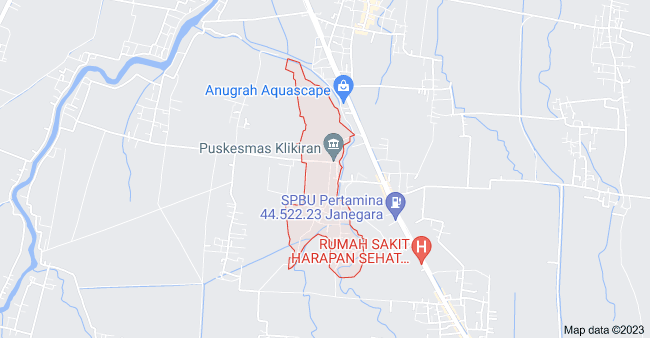 Anugrah Aquascape
Puskesmas Klikiran
SPBU Pertamina
44.522.23 Janegara
RUMAH SAKIT
HARAPAN SEHAT...
Map data ©2023